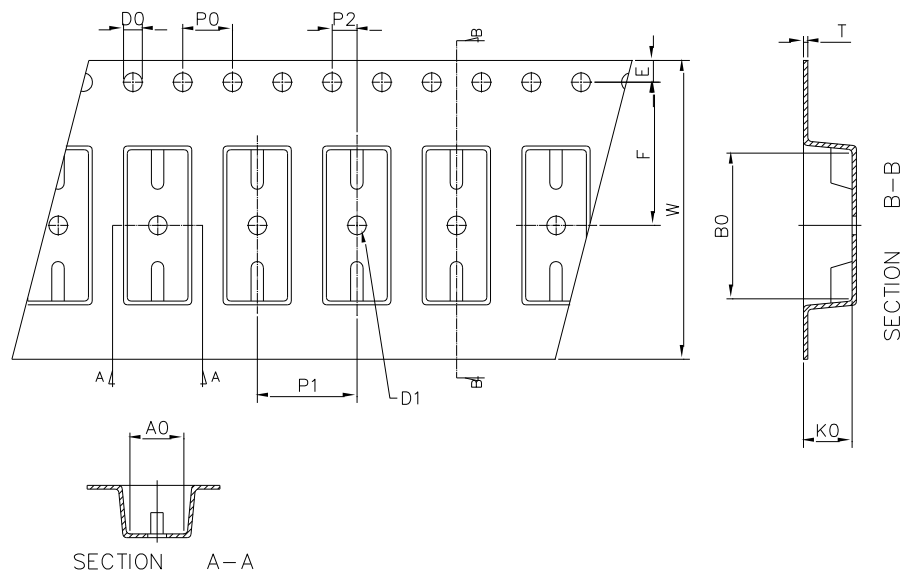 D0 P0 P2 B T
E
F
W
B0
SECTION B-B
A A
P1 D1 B
K0
A0
SECTION A-A